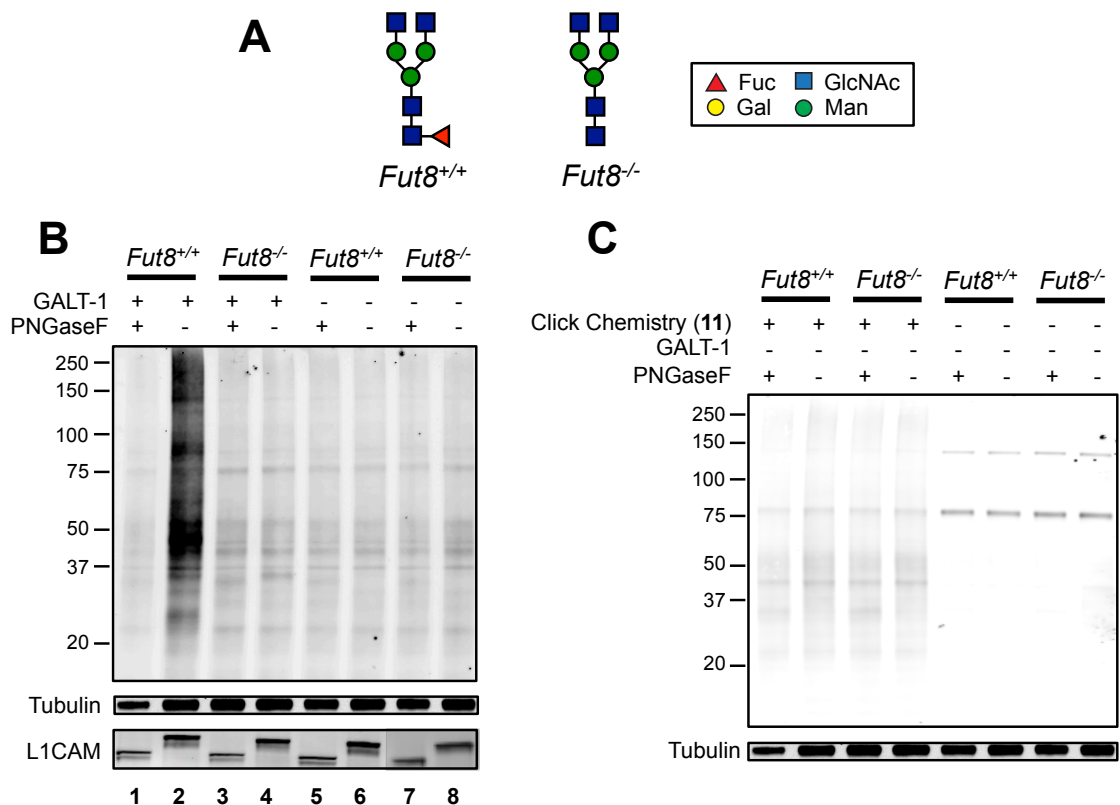 A
Fut8+/+
Fut8-/-
Fuc GlcNAc
Gal Man
B
Fut8+/+ Fut8-/- Fut8+/+ Fut8-/-
GALT-1 + + + + - - - -
PNGaseF + - + - + - + -
250
150
100
75
50
37
20
Tubulin
L1CAM
1 2 3 4 5 6 7 8
C
Fut8+/+ Fut8-/- Fut8+/+ Fut8-/-
Click Chemistry (11) + + + + - - - -
GALT-1 - - - - - - - -
PNGaseF + - + - + - + -
250
150
100
75
50
37
20
Tubulin